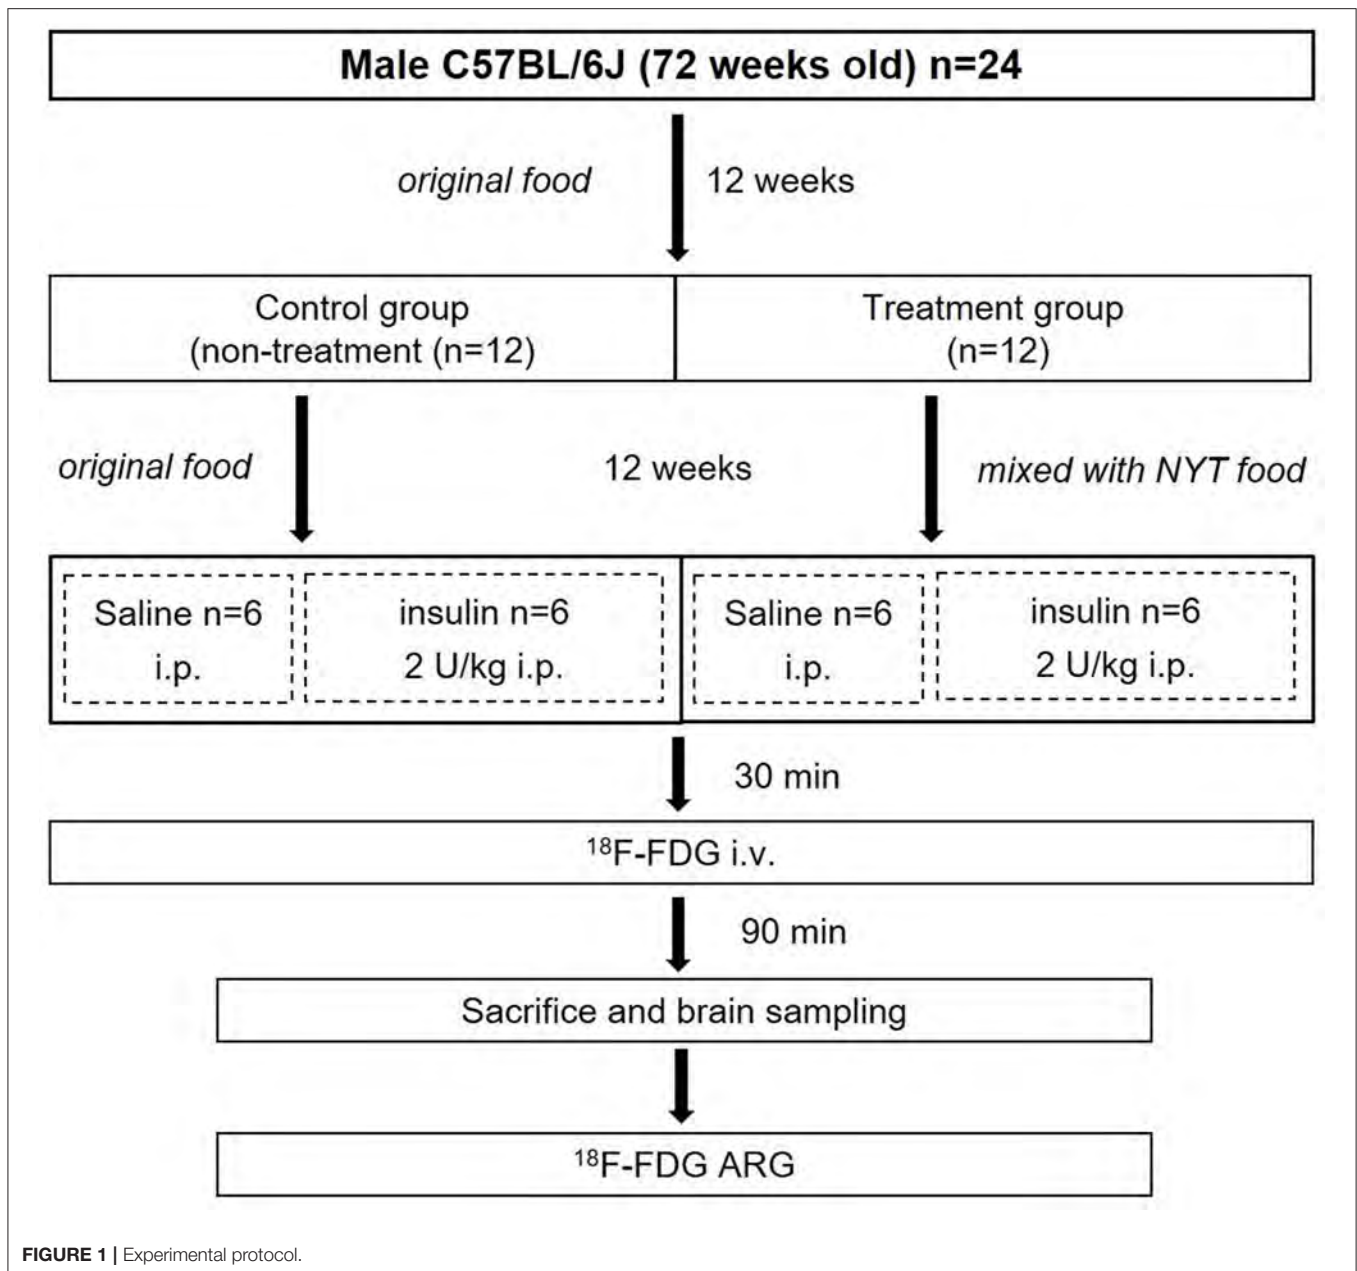 Male C57BL/6J (72 weeks old) n=24
original food
12 weeks
Control group
(non-treatment (n=12)
Treatment group
(n=12)
original food
12 weeks
mixed with NYT food
Saline n=6
i.p.
insulin n=6
2 U/kg i.p.
Saline n=6
i.p.
insulin n=6
2 U/kg i.p.
30 min
¹⁸F-FDG i.v.
90 min
Sacrifice and brain sampling
¹⁸F-FDG ARG
FIGURE 1 | Experimental protocol.